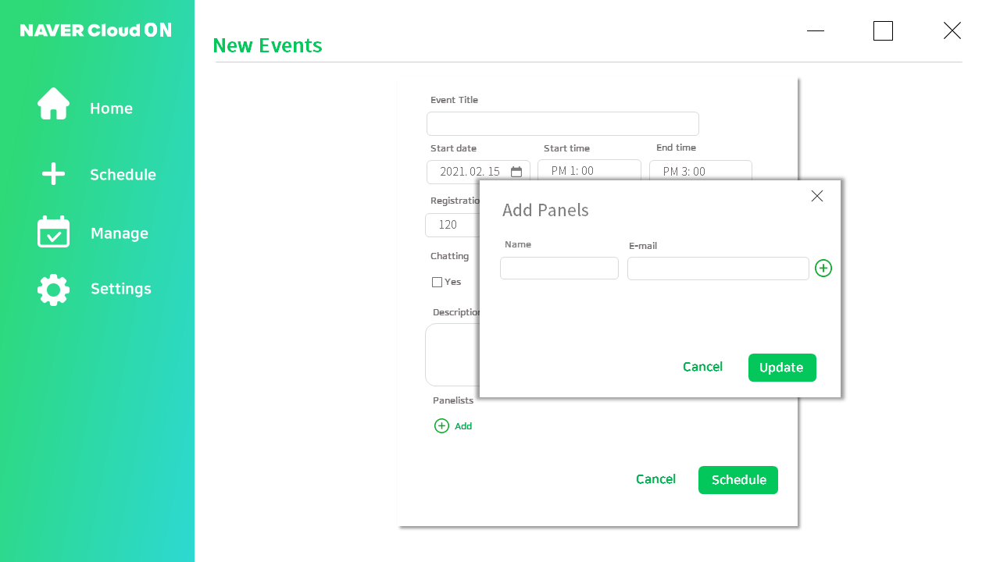 NAVER Cloud ON
Home
Schedule
Manage
Settings
New Events
Event Title
Start date Start time End time
2021. 02. 15 PM 1: 00 PM 3: 00
Registratio
120
Chatting
Yes
Description
Panelists
Add
Cancel Schedule
Add Panels
Name E-mail
Cancel Update